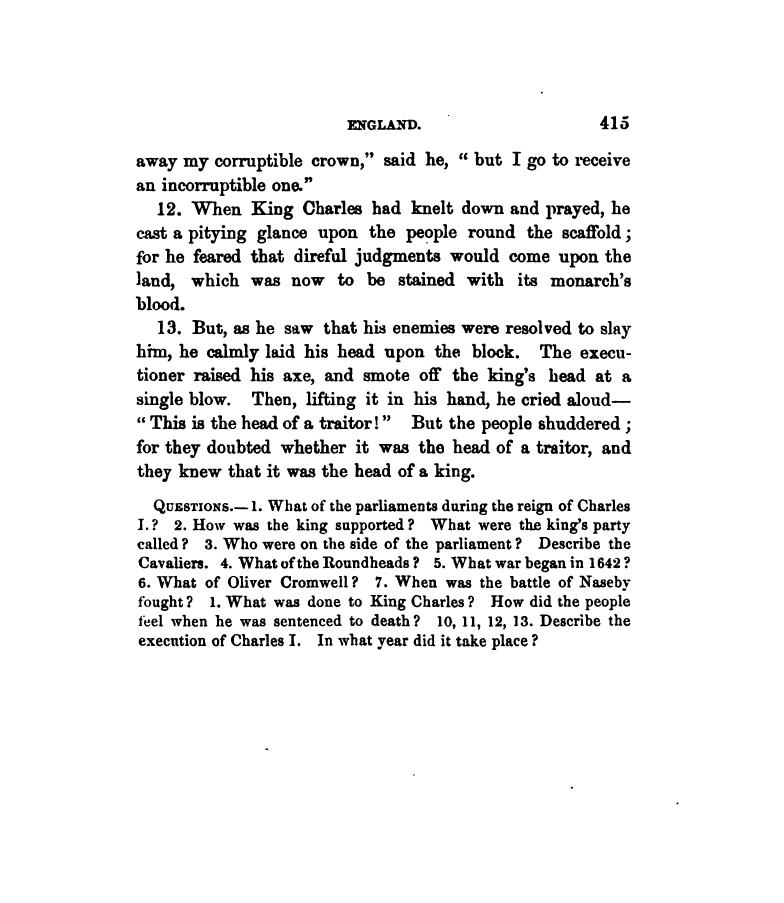 ENGLAND. 415
away my corruptible crown,” said he, “ but I go to receive
an incorruptible one.”
12. When King Charles had knelt down and prayed, he
cast a pitying glance upon the people round the scaffold ;
for he feared that direful judgments would come upon the
land, which was now to be stained with its monarch’s
blood.
13. But, as he saw that his enemies were resolved to slay
him, he calmly laid his head upon the block. The execu-
tioner raised his axe, and smote off the king’s head at a
single blow. Then, lifting it in his hand, he cried aloud—
“ This is the head of a traitor! ” But the people shuddered ;
for they doubted whether it was the head of a traitor, and
they knew that it was the head of a king.
QUESTIONS.— 1. What of the parliaments during the reign of Charles
I. ? 2. How was the king supported ? What were the king’s party
called ? 3. Who were on the side of the parliament ? Describe the
Cavaliers. 4. What of the Roundheads ? 5. What war began in 1642 ?
6. What of Oliver Cromwell ? 7. When was the battle of Naseby
fought ? 1. What was done to King Charles ? How did the people
feel when he was sentenced to death ? 10, 11, 12, 13. Describe the
execution of Charles I. In what year did it take place ?